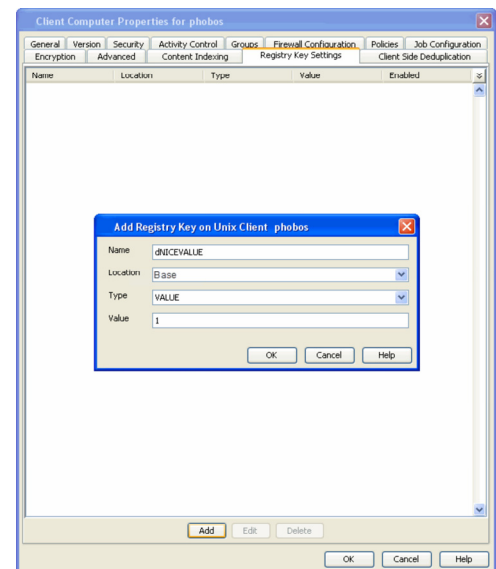 Client Computer Properties for phobos
General Version Security Activity Control Groups Firewall Configuration Policies Job Configuration
Encryption Advanced Content Indexing Registry Key Settings Client Side Deduplication
Name Location Type Value Enabled
Add Registry Key on Unix Client phobos
Name dNICEVALUE
Location Base
Type VALUE
Value 1
OK Cancel Help
Add Edit Delete
OK Cancel Help